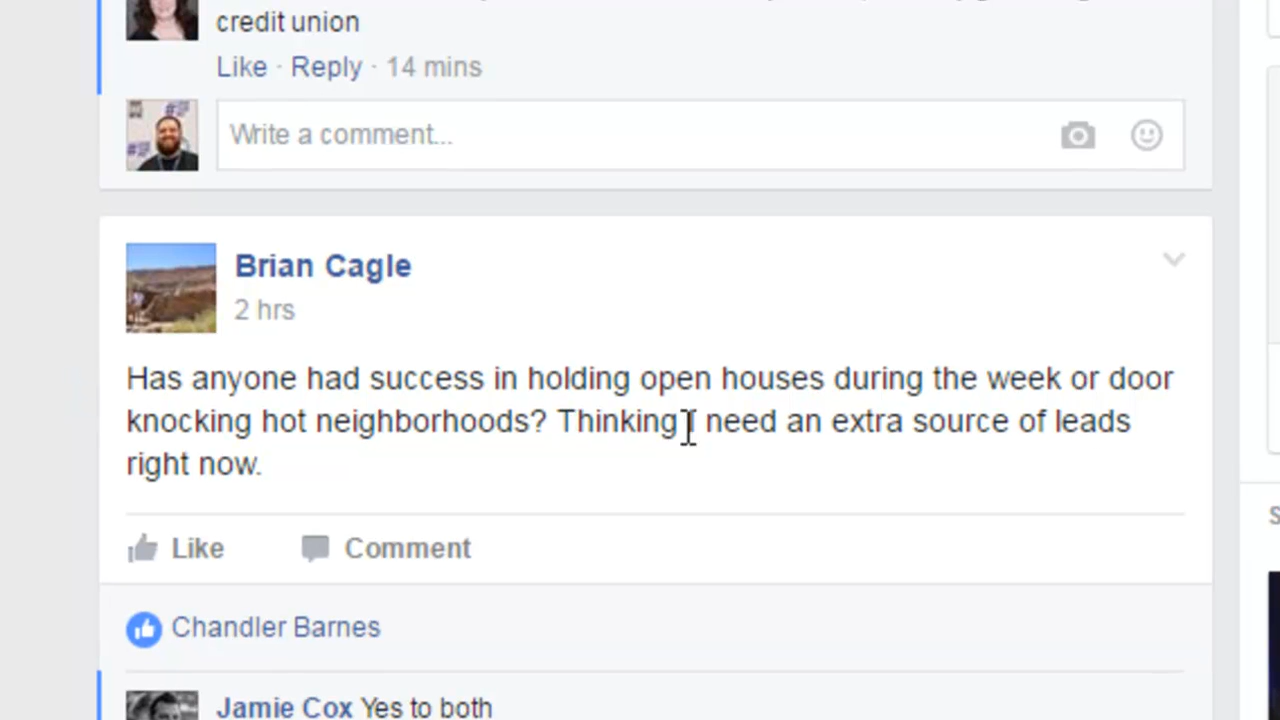 credit union
Like · Reply · 14 mins
Write a comment...
Brian Cagle
2 hrs
Has anyone had success in holding open houses during the week or door
knocking hot neighborhoods? Thinking I need an extra source of leads
right now.
Like Comment
Chandler Barnes
Jamie Cox Yes to both